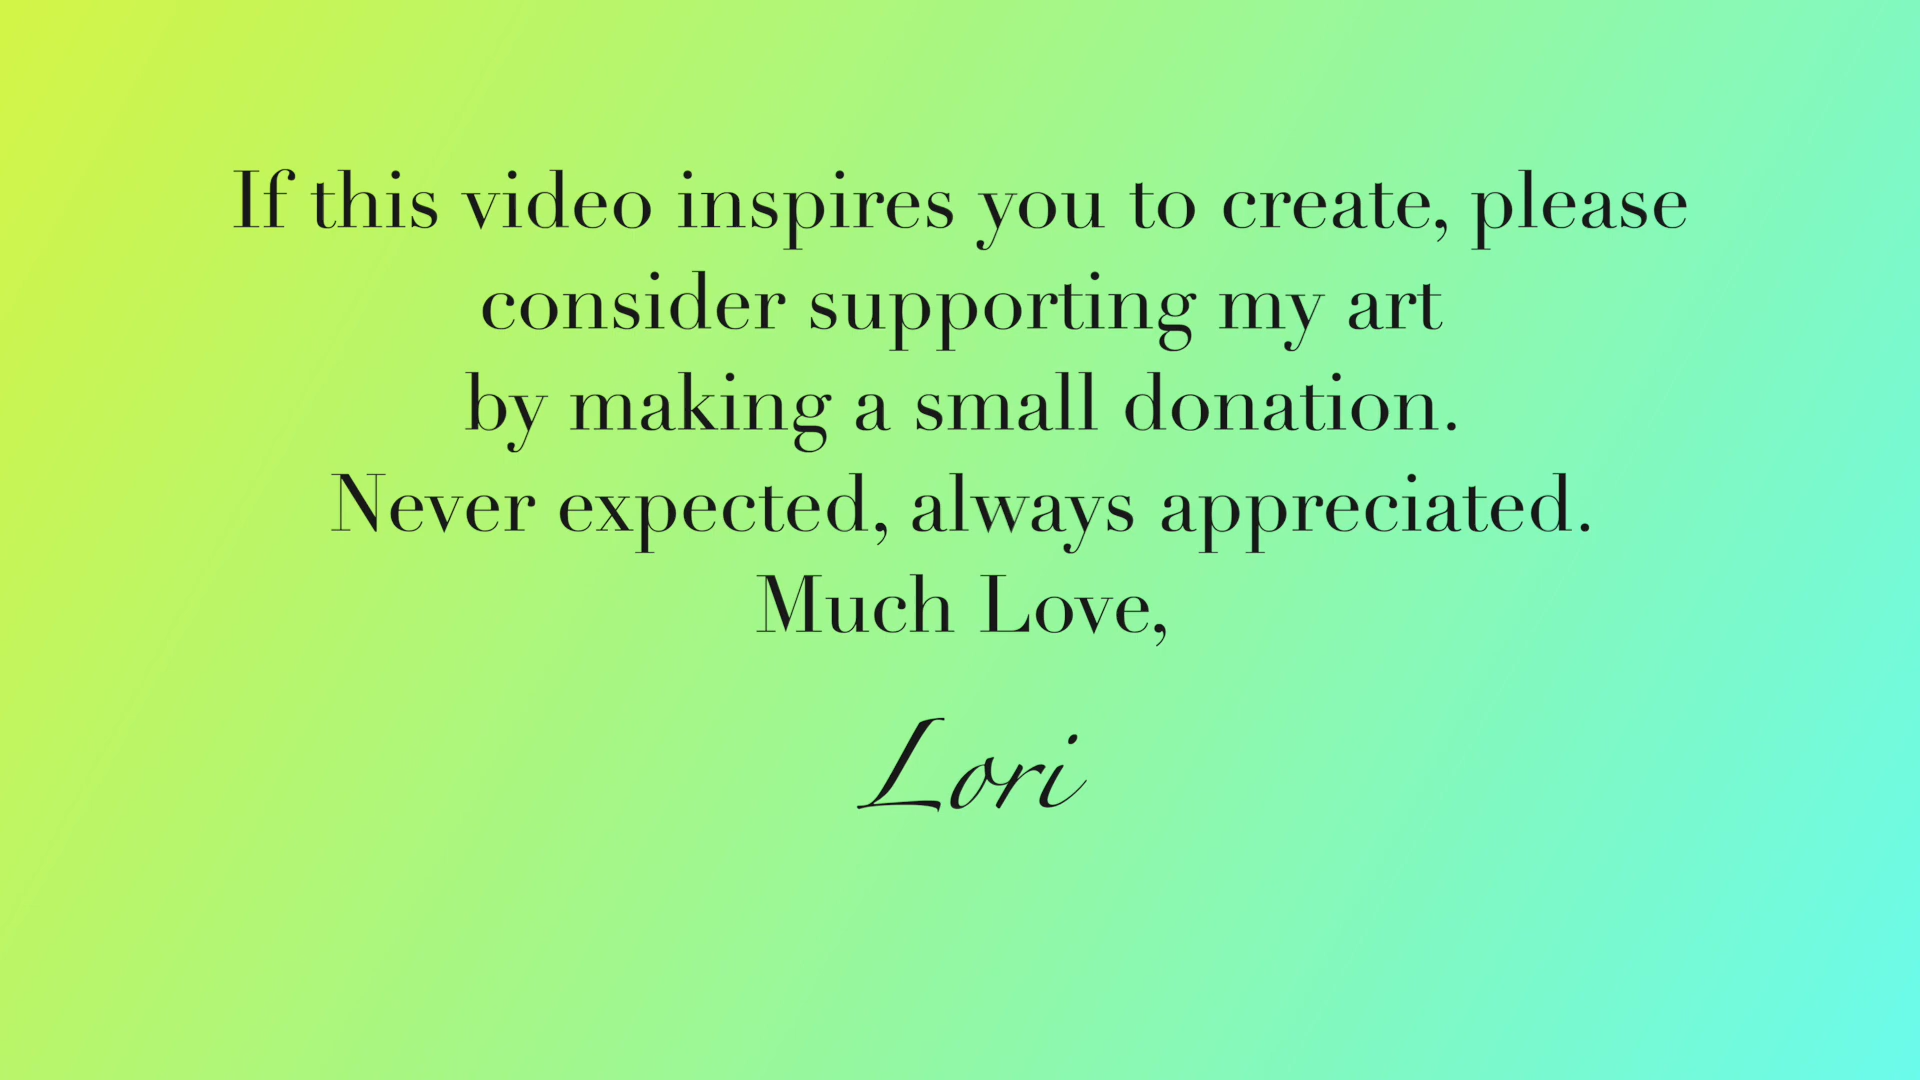 If this video inspires you to create, please
consider supporting my art
by making a small donation.
Never expected, always appreciated.
Much Love,
Lori